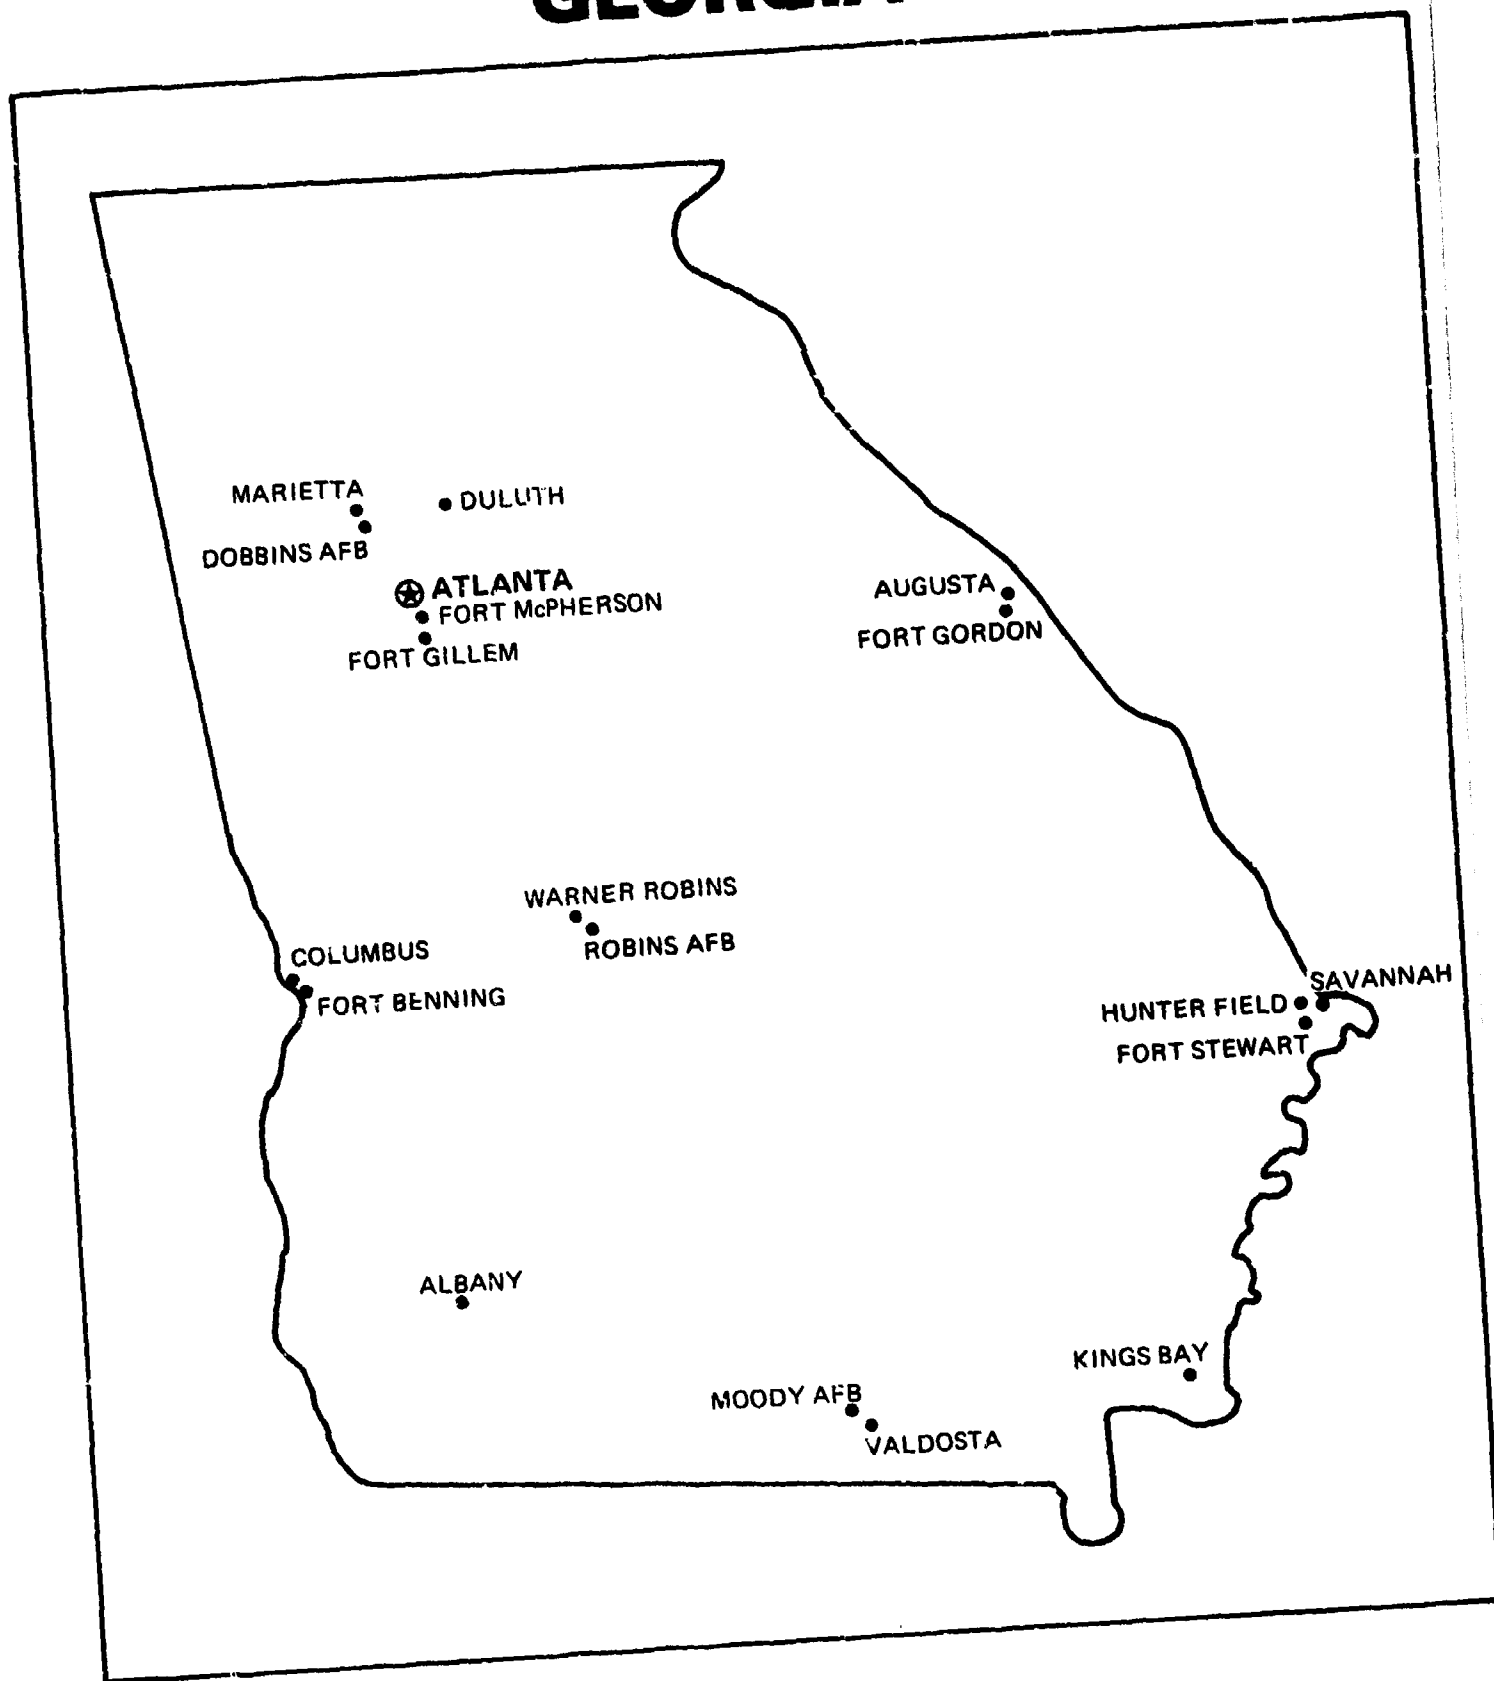 GEORGIA
MARIETTA
DULUTH
DOBBINS AFB
ATLANTA
FORT McPHERSON
FORT GILLEM
AUGUSTA
FORT GORDON
WARNER ROBINS
ROBINS AFB
COLUMBUS
FORT BENNING
SAVANNAH
HUNTER FIELD
FORT STEWART
ALBANY
KINGS BAY
MOODY AFB
VALDOSTA